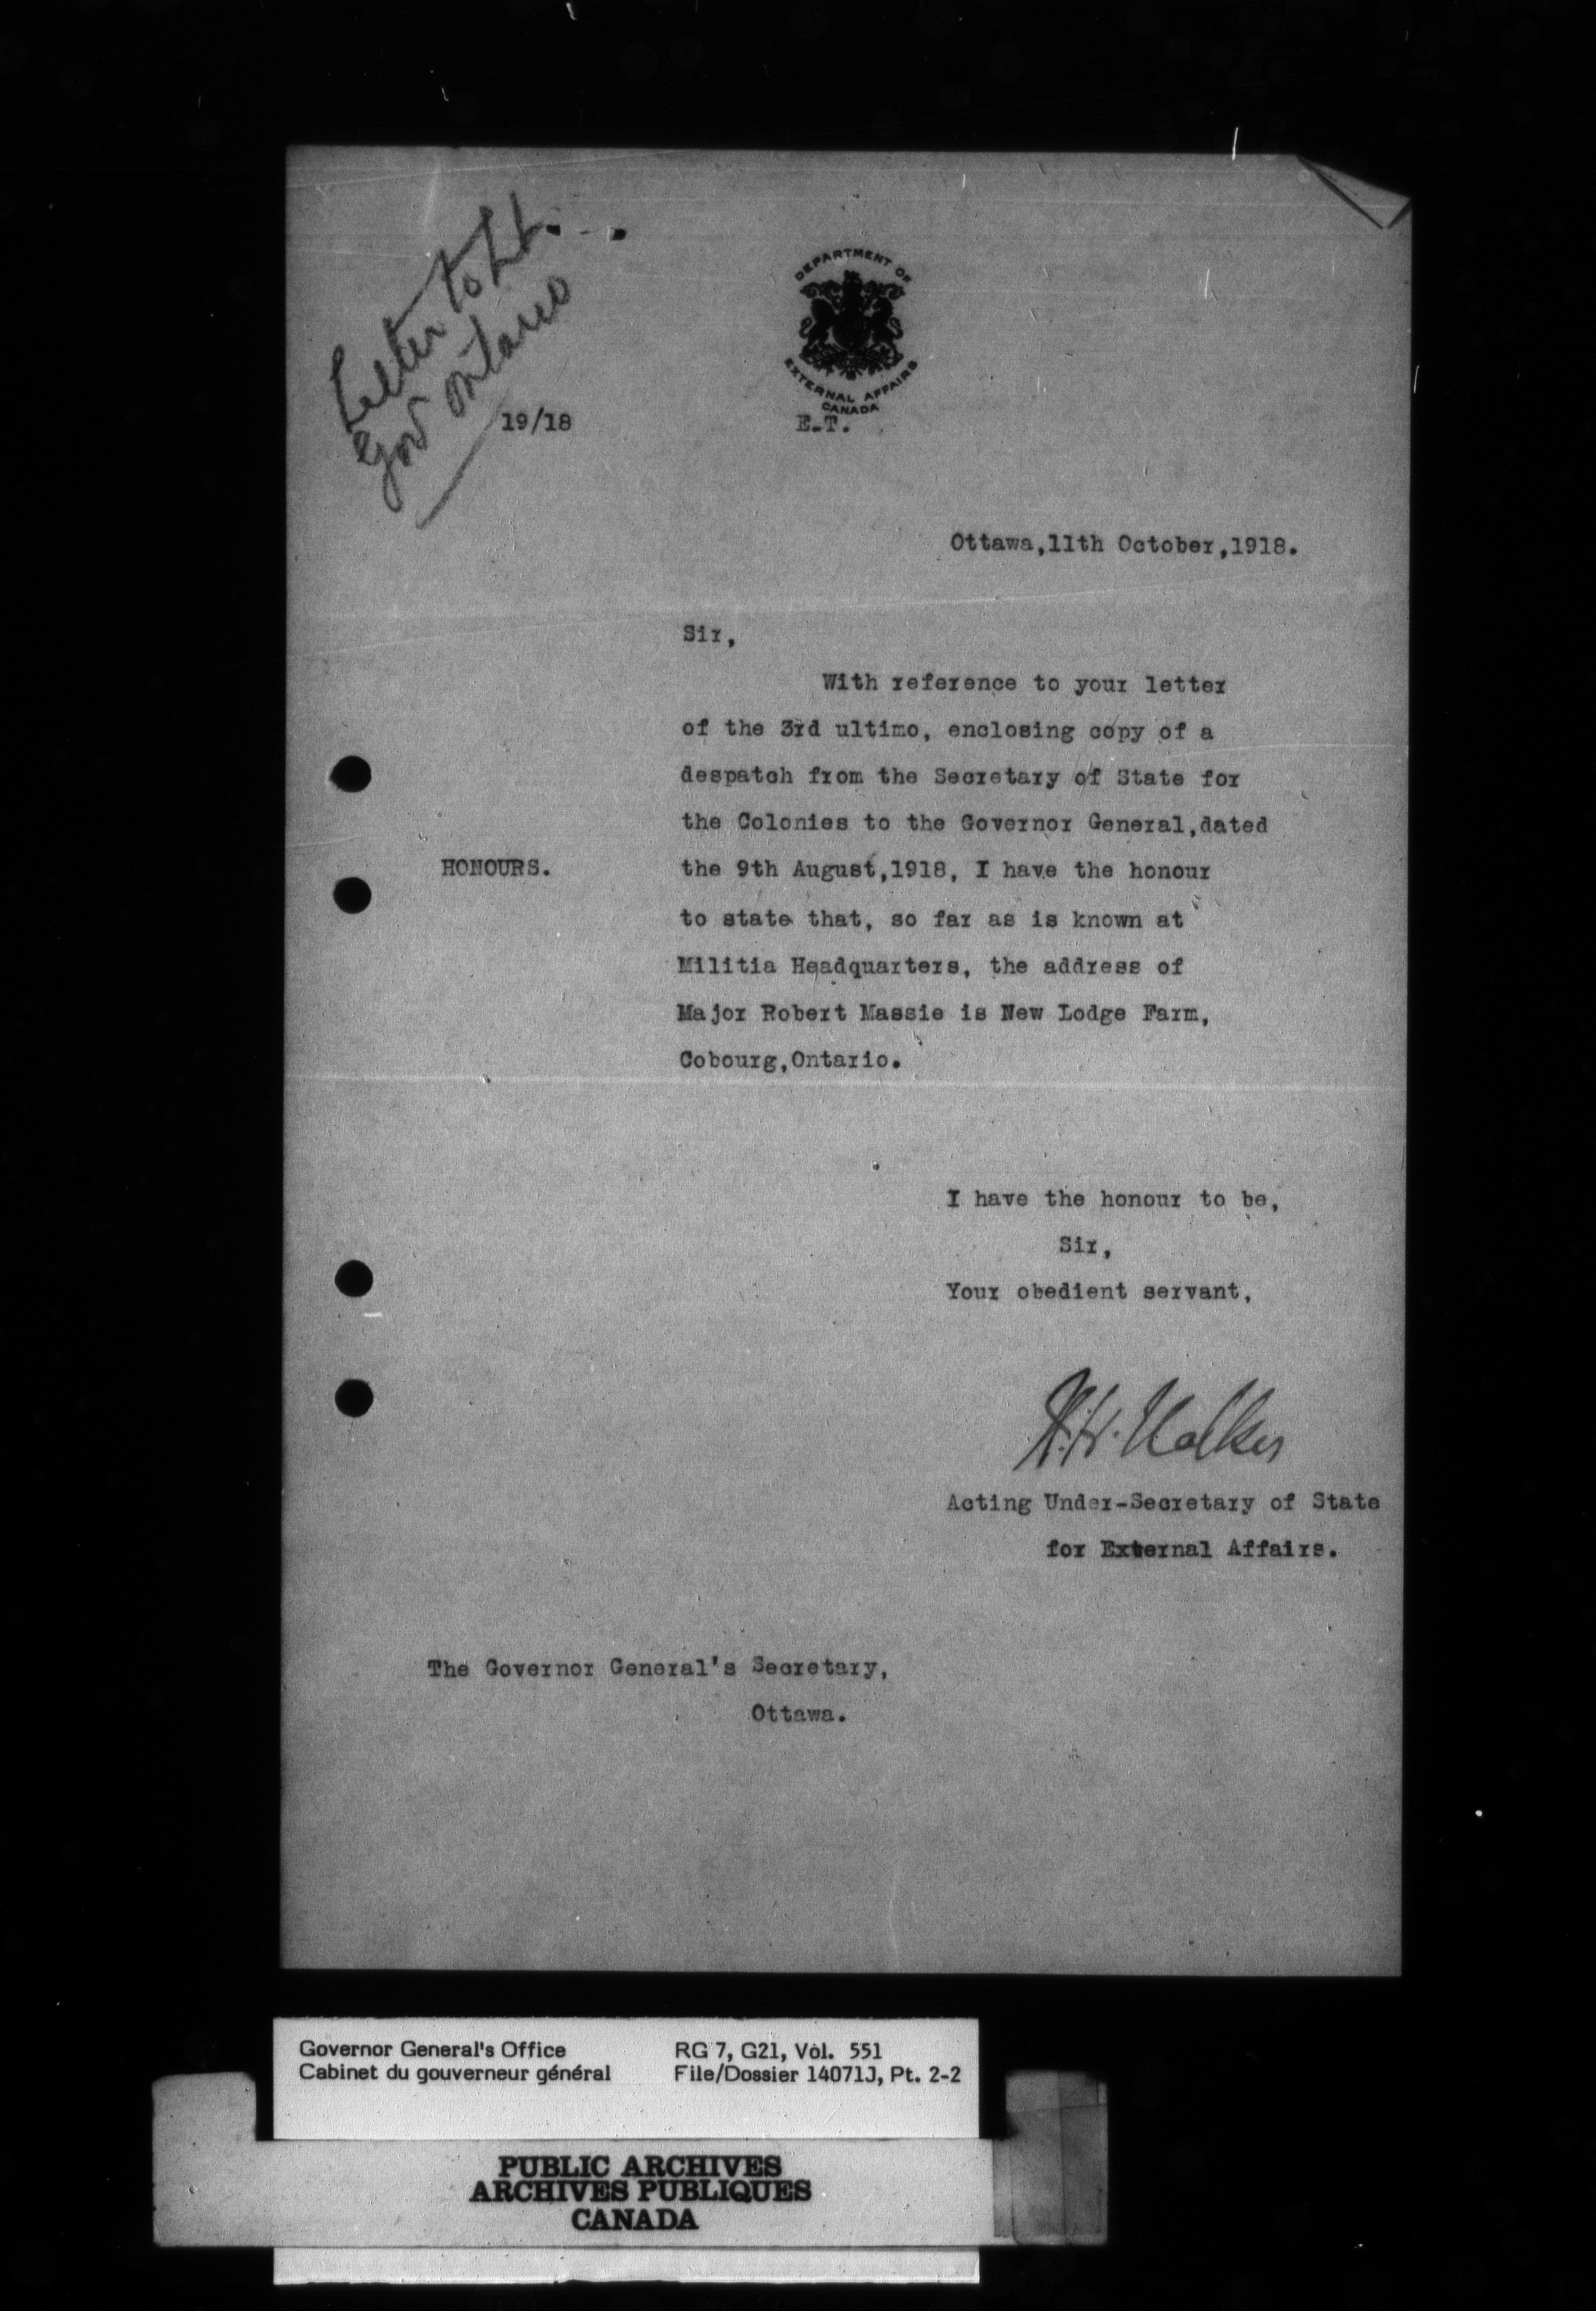 Letter to Lt.
Gov Ontario
DEPARTMENT OF
EXTERNAL AFFAIRS
CANADA
19/18
E.T.
Ottawa,11th October,1918.
Sir,
With reference to your letter
of the 3rd ultimo, enclosing copy of a
despatch from the Secretary of State for
the Colonies to the Governor General,dated
HONOURS.
the 9th August,1918, I have the honour
to state that, so far as is known at
Militia Headquarters, the address of
Major Robert Massie is New Lodge Farm,
Cobourg,Ontario.
I have the honour to be,
Sir,
Your obedient servant,
W.H. Walker
Acting Under-Secretary of State
for External Affairs.
The Governor General's Secretary,
Ottawa.
Governor General's Office
Cabinet du gouverneur général
RG 7, G21, Vol. 551
File/Dossier 14071J, Pt. 2-2
PUBLIC ARCHIVES
ARCHIVES PUBLIQUES
CANADA